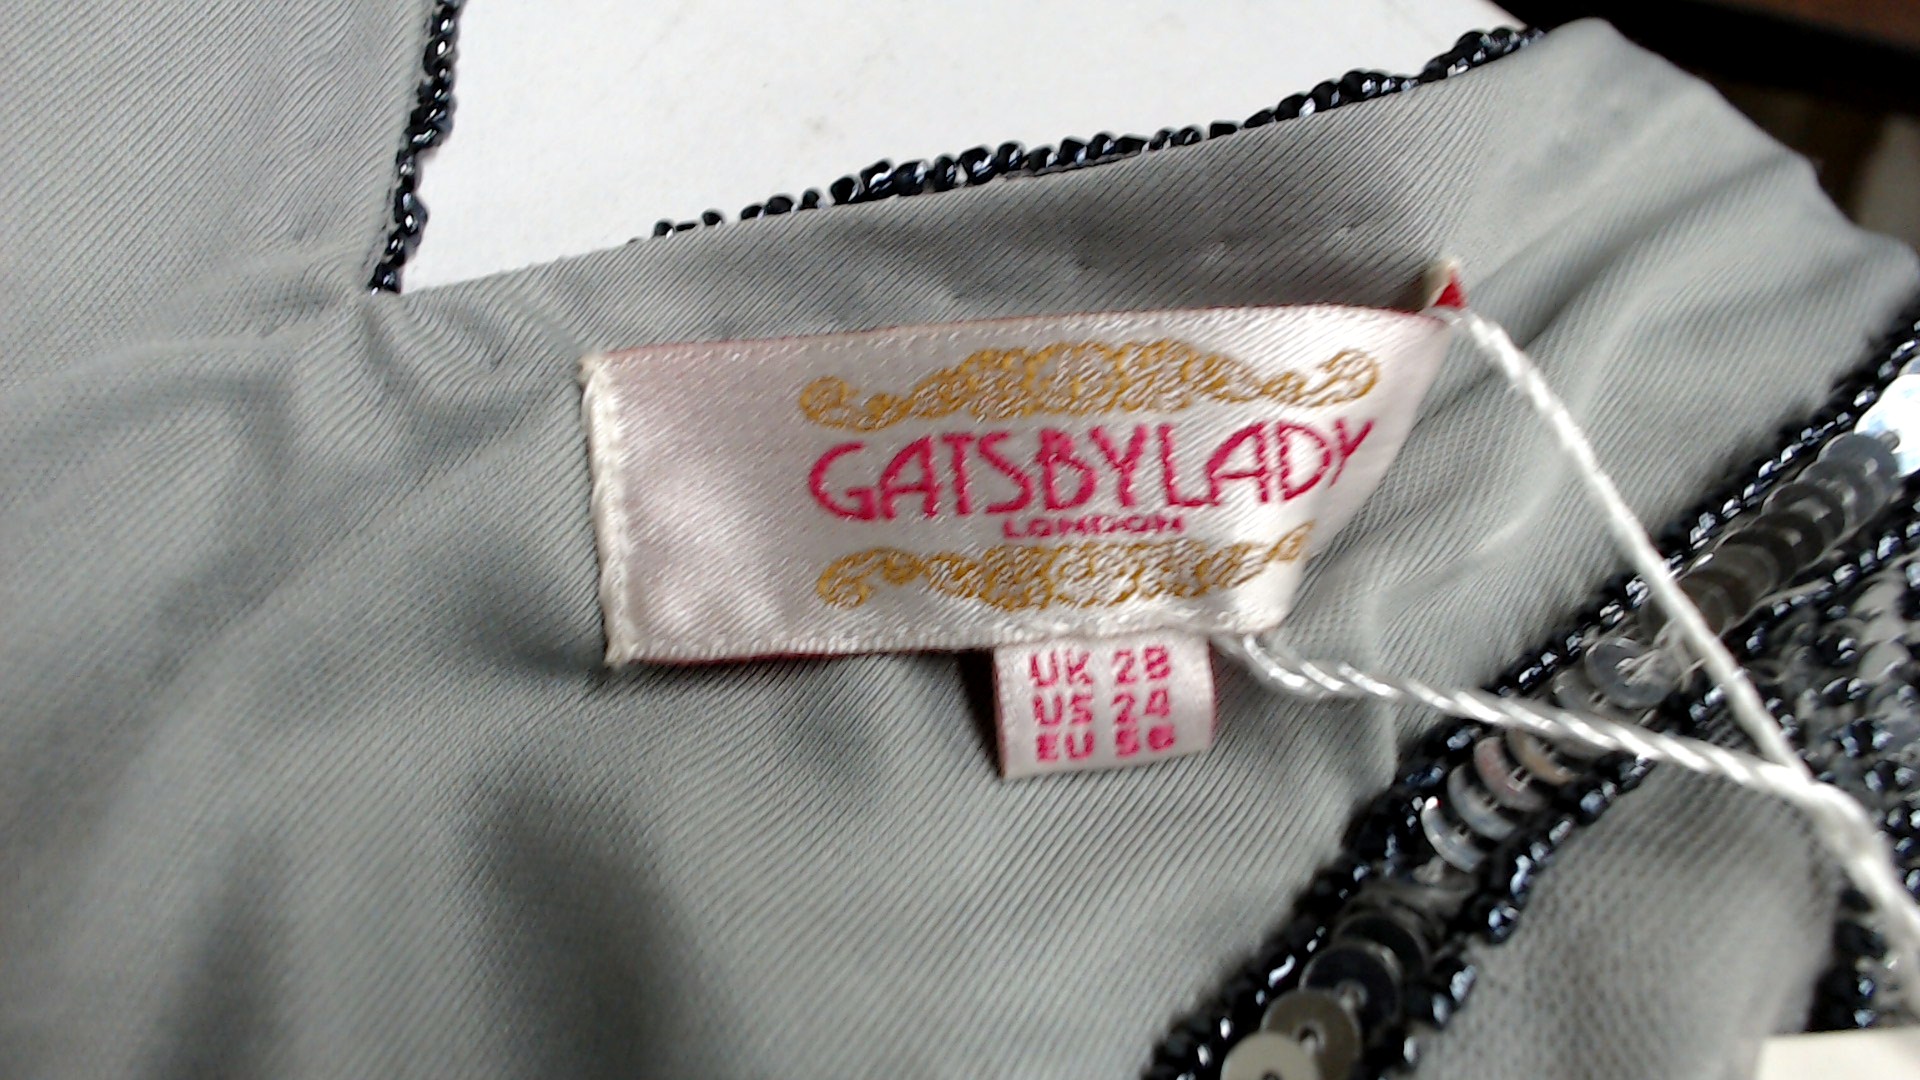 GATSBYLADY
LONDON
UK 28
US 24
EU 56